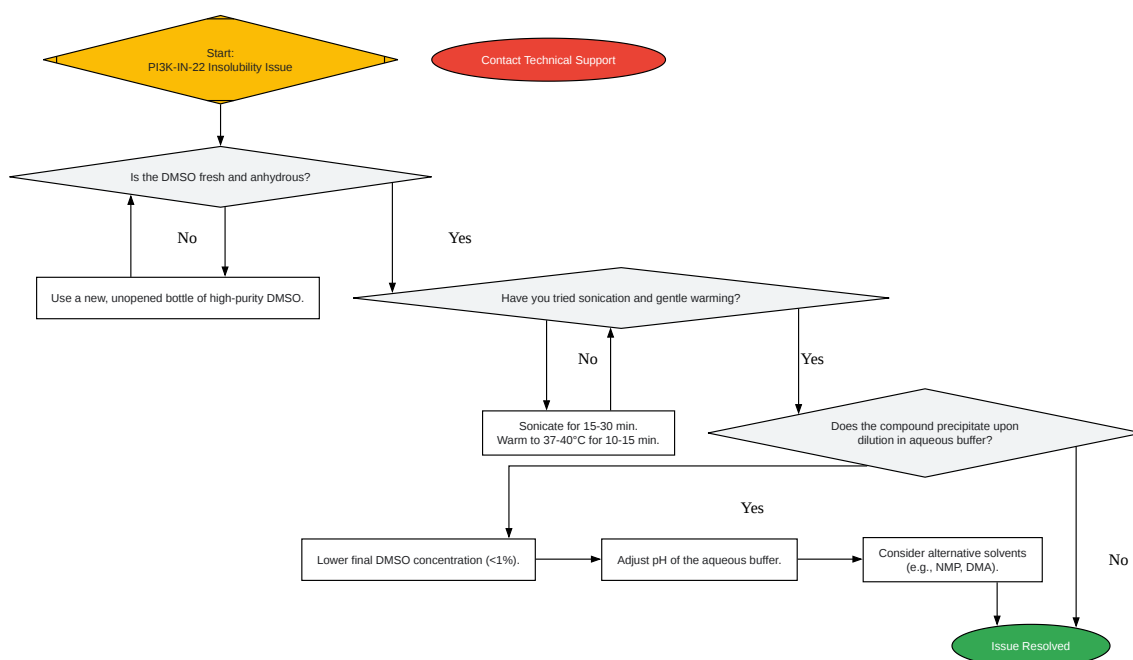 Start:
PI3K-IN-22 Insolubility Issue
Contact Technical Support
Is the DMSO fresh and anhydrous?
No
Yes
Use a new, unopened bottle of high-purity DMSO.
Have you tried sonication and gentle warming?
No
Yes
Sonicate for 15-30 min.
Warm to 37-40°C for 10-15 min.
Does the compound precipitate upon
dilution in aqueous buffer?
Yes
Lower final DMSO concentration (<1%).
Adjust pH of the aqueous buffer.
Consider alternative solvents
(e.g., NMP, DMA).
No
Issue Resolved